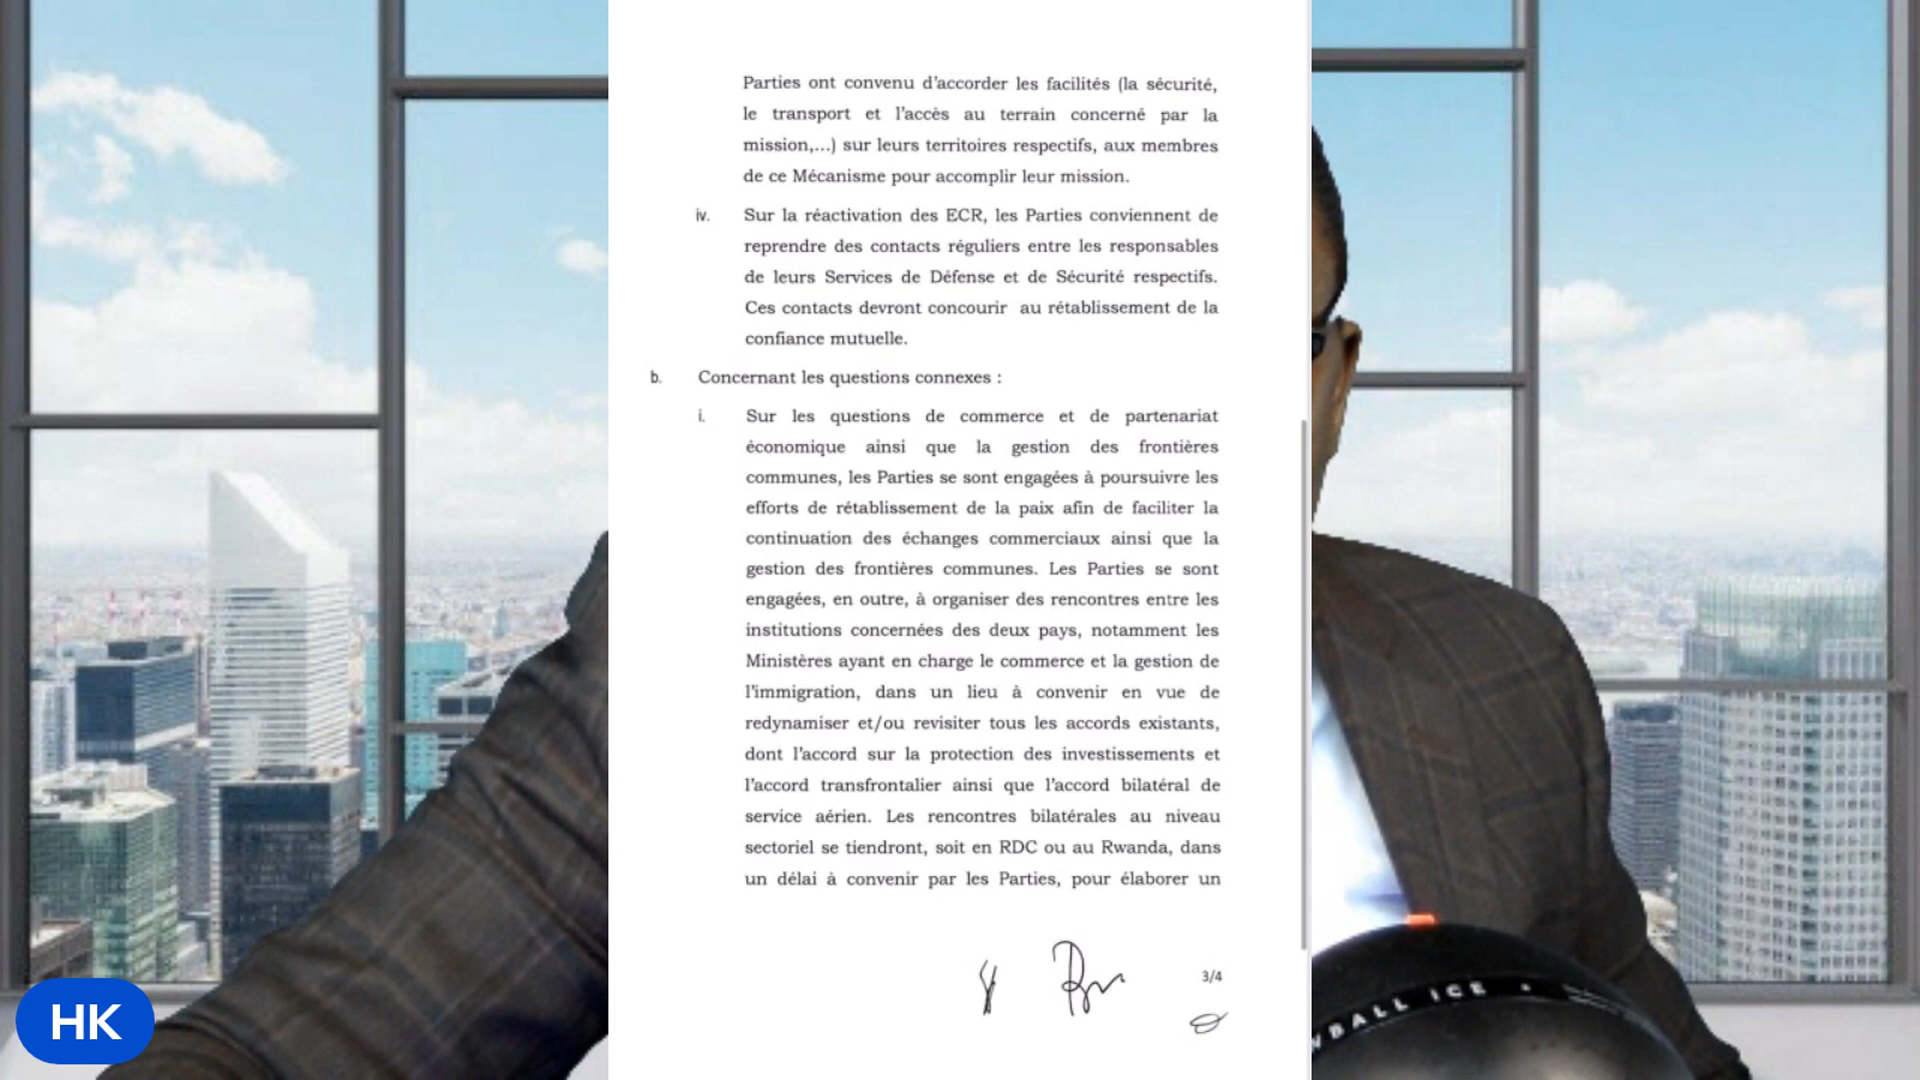 Parties ont convenu d'accorder les facilités (la sécurité,
le transport et l'accès au terrain concerné par la
mission,...) sur leurs territoires respectifs, aux membres
de ce Mécanisme pour accomplir leur mission.
iv. Sur la réactivation des ECR, les Parties conviennent de
reprendre des contacts réguliers entre les responsables
de leurs Services de Défense et de Sécurité respectifs.
Ces contacts devront concourir au rétablissement de la
confiance mutuelle.
b. Concernant les questions connexes :
i. Sur les questions de commerce et de partenariat
économique ainsi que la gestion des frontières
communes, les Parties se sont engagées à poursuivre les
efforts de rétablissement de la paix afin de faciliter la
continuation des échanges commerciaux ainsi que la
gestion des frontières communes. Les Parties se sont
engagées, en outre, à organiser des rencontres entre les
institutions concernées des deux pays, notamment les
Ministères ayant en charge le commerce et la gestion de
l'immigration, dans un lieu à convenir en vue de
redynamiser et/ou revisiter tous les accords existants,
dont l'accord sur la protection des investissements et
l'accord transfrontalier ainsi que l'accord bilatéral de
service aérien. Les rencontres bilatérales au niveau
sectoriel se tiendront, soit en RDC ou au Rwanda, dans
un délai à convenir par les Parties, pour élaborer un
3/4
HK
WBALL ICE